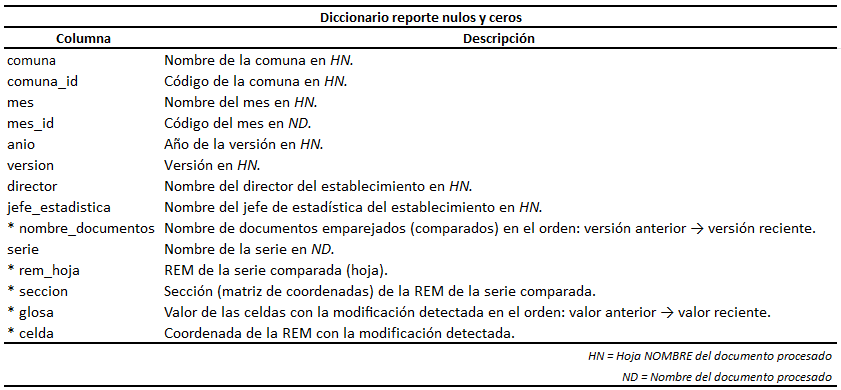 Diccionario reporte nulos y ceros
Columna Descripción
comuna Nombre de la comuna en HN.
comuna_id Código de la comuna en HN.
mes Nombre del mes en HN.
mes_id Código del mes en ND.
anio Año de la versión en HN.
version Versión en HN.
director Nombre del director del establecimiento en HN.
jefe_estadistica Nombre del jefe de estadística del establecimiento en HN.
* nombre_documentos Nombre de documentos emparejados (comparados) en el orden: versión anterior → versión reciente.
serie Nombre de la serie en ND.
* rem_hoja REM de la serie comparada (hoja).
* seccion Sección (matriz de coordenadas) de la REM de la serie comparada.
* glosa Valor de las celdas con la modificación detectada en el orden: valor anterior → valor reciente.
* celda Coordenada de la REM con la modificación detectada.
HN = Hoja NOMBRE del documento procesado
ND = Nombre del documento procesado